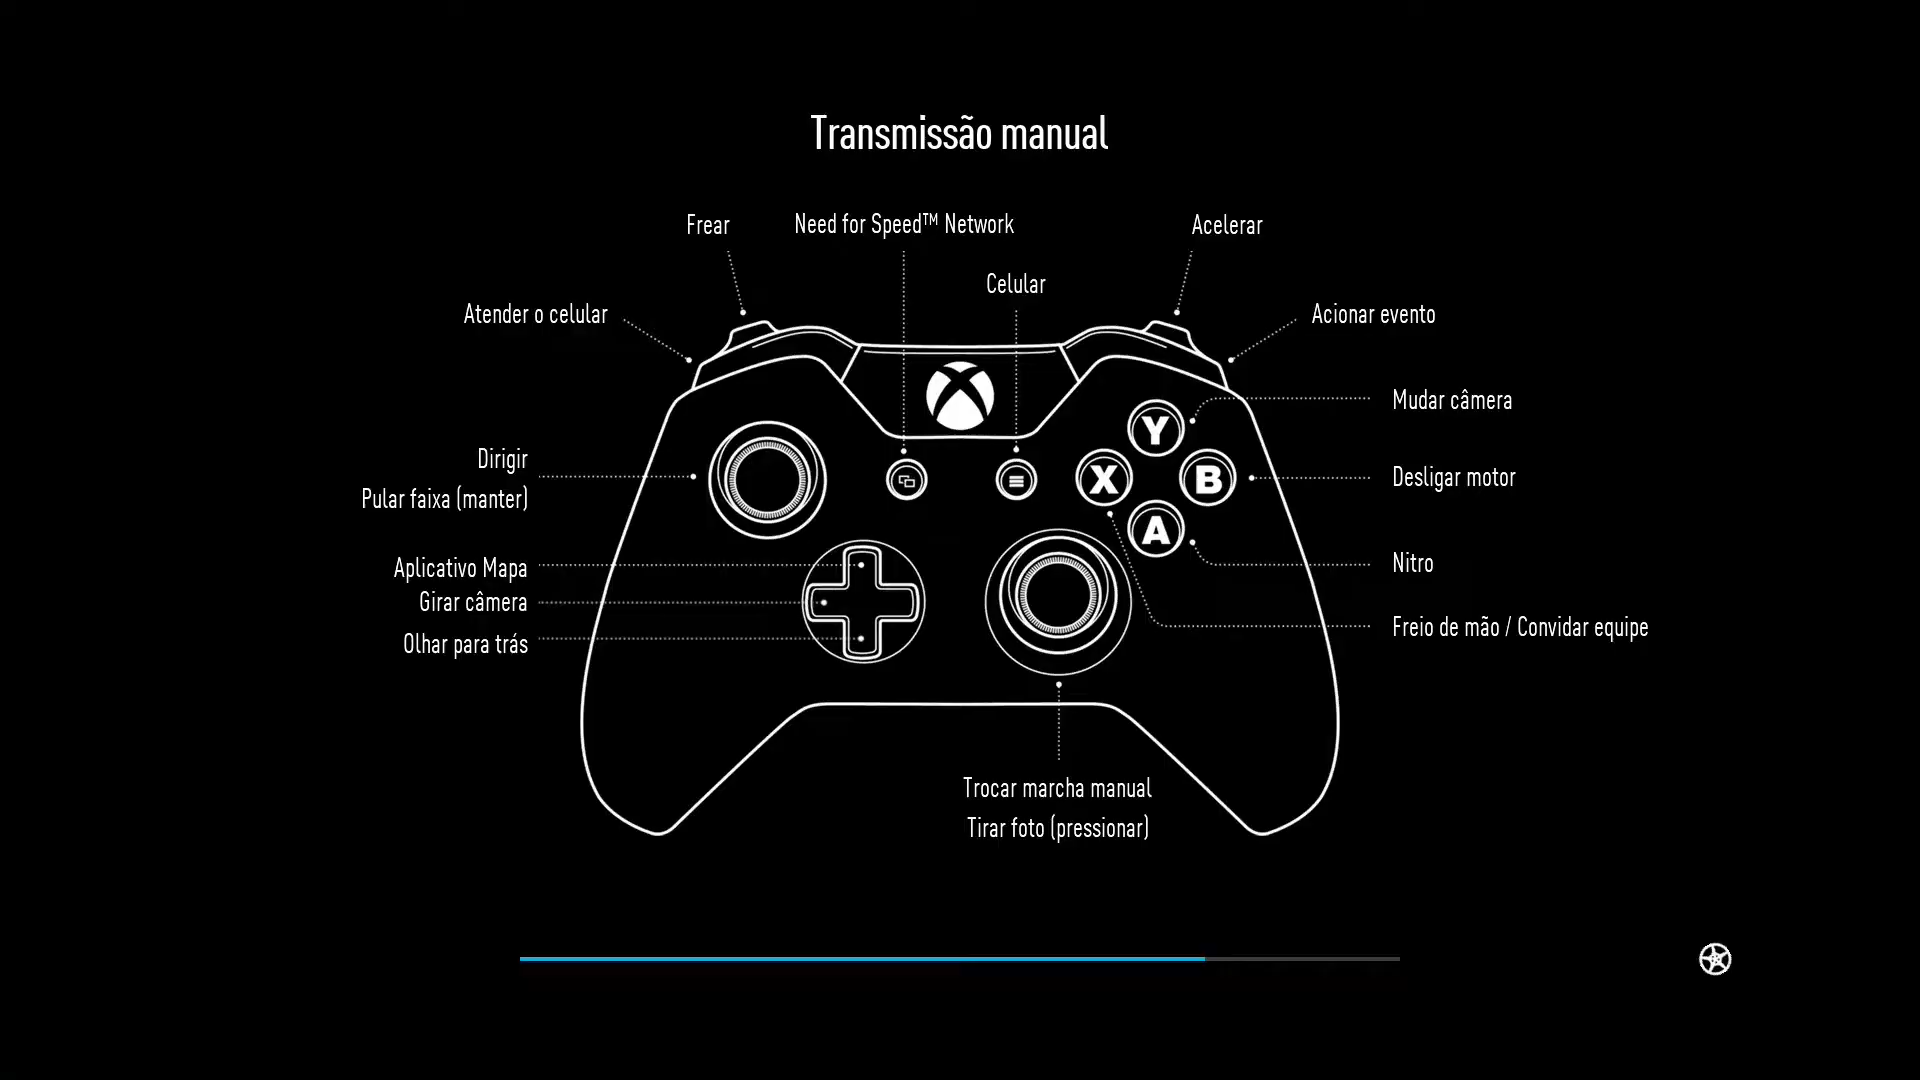 Transmissão manual
Frear
Need for Speed™ Network
Acelerar
Celular
Atender o celular
Acionar evento
Mudar câmera
Y
Dirigir
X
B
Desligar motor
Pular faixa (manter)
A
Aplicativo Mapa
Nitro
Girar câmera
Olhar para trás
Freio de mão / Convidar equipe
Trocar marcha manual
Tirar foto (pressionar)